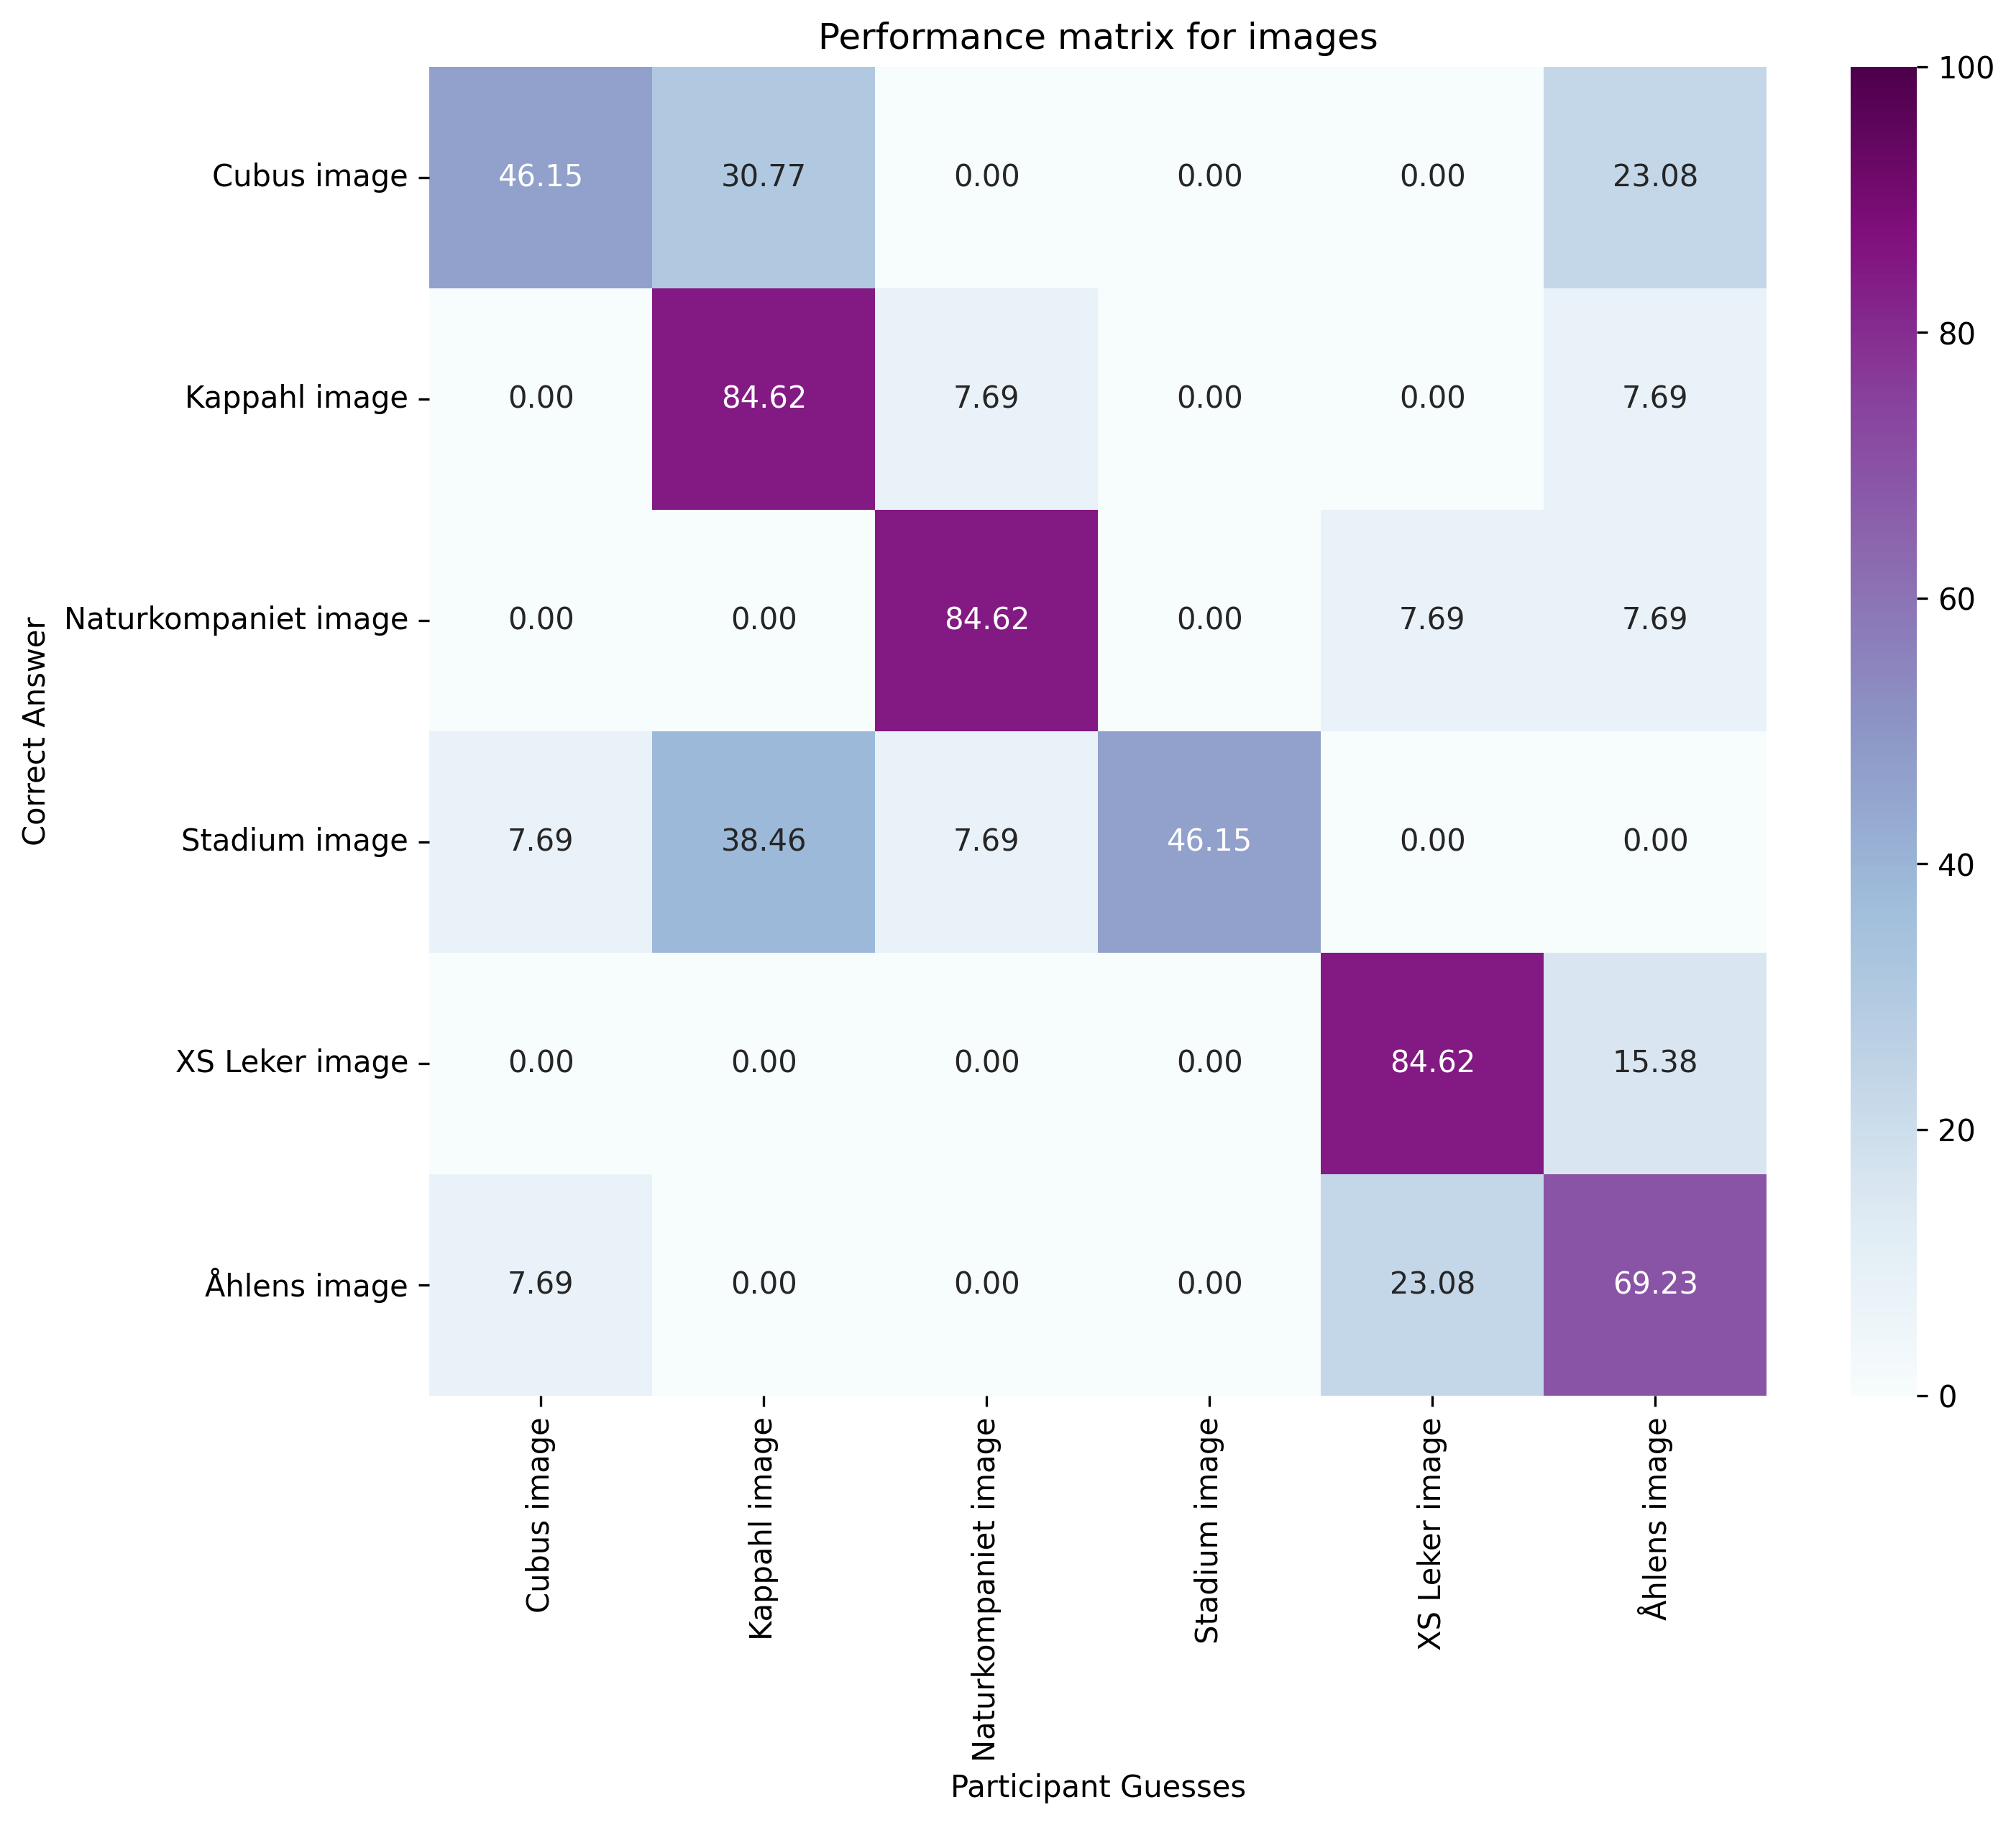 Performance matrix for images
Correct Answer
Cubus image 46.15 30.77 0.00 0.00 0.00 23.08
Kappahl image 0.00 84.62 7.69 0.00 0.00 7.69
Naturkompaniet image 0.00 0.00 84.62 0.00 7.69 7.69
Stadium image 7.69 38.46 7.69 46.15 0.00 0.00
XS Leker image 0.00 0.00 0.00 0.00 84.62 15.38
Åhlens image 7.69 0.00 0.00 0.00 23.08 69.23
Cubus image
Kappahl image
Naturkompaniet image
Stadium image
XS Leker image
Åhlens image
Participant Guesses
100
80
60
40
20
0